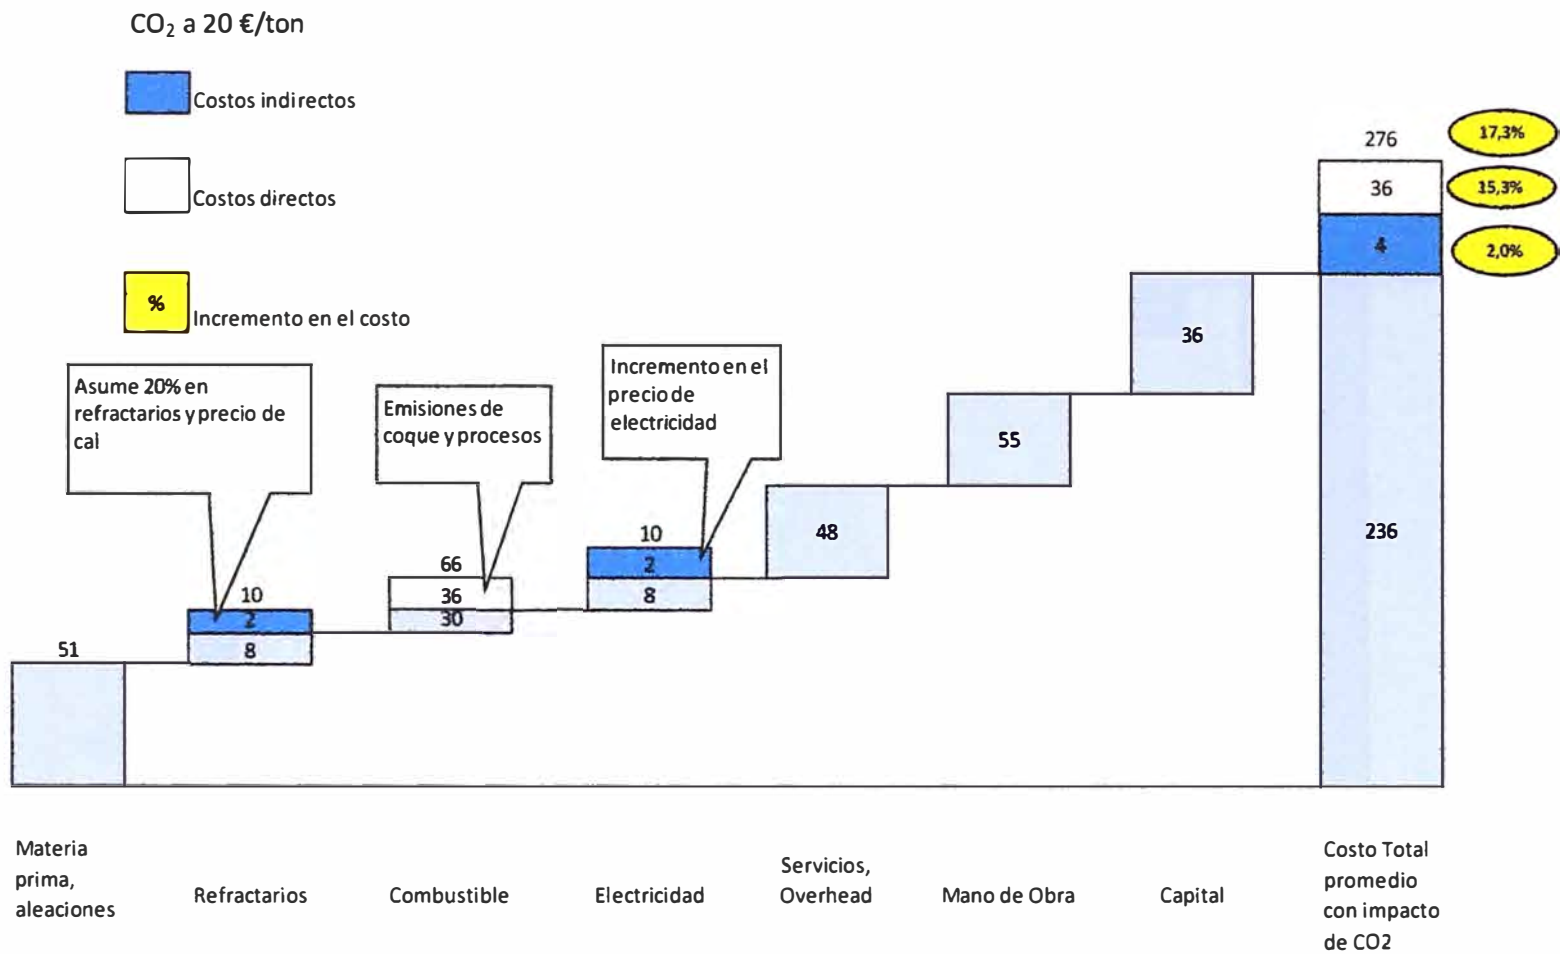 CO₂ a 20 €/ton
Costos indirectos
Costos directos
%
Incremento en el costo
Asume 20% en
refractarios y precio de
cal
Emisiones de
coque y procesos
Incremento en el
precio de
electricidad
51
10
2
8
66
36
30
10
2
8
48
55
36
276
36
4
236
17,3%
15,3%
2,0%
Materia
prima,
aleaciones
Refractarios
Combustible
Electricidad
Servicios,
Overhead
Mano de Obra
Capital
Costo Total
promedio
con impacto
de CO2